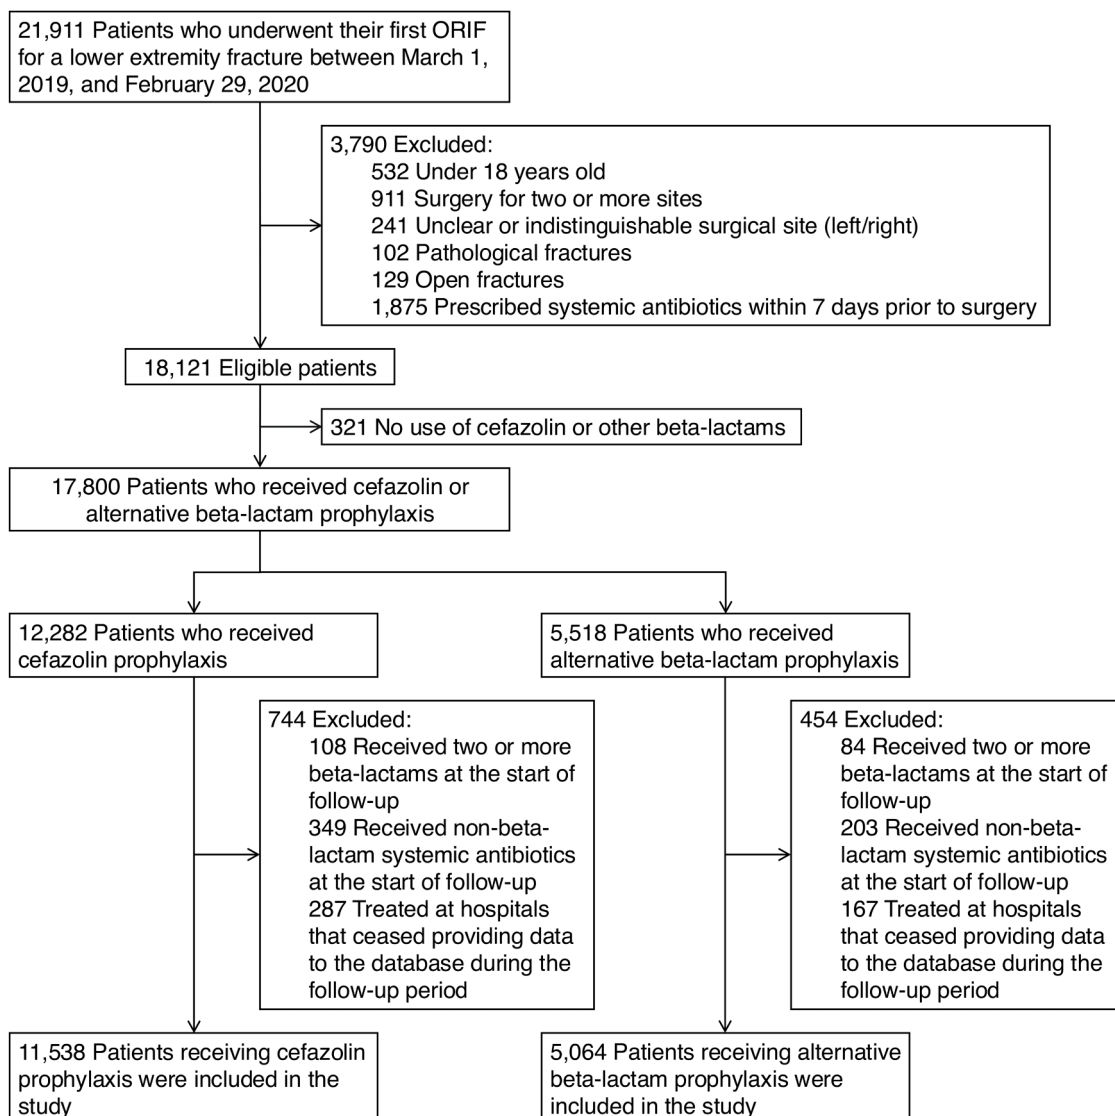 21,911 Patients who underwent their first ORIF
for a lower extremity fracture between March 1,
2019, and February 29, 2020
3,790 Excluded:
532 Under 18 years old
911 Surgery for two or more sites
241 Unclear or indistinguishable surgical site (left/right)
102 Pathological fractures
129 Open fractures
1,875 Prescribed systemic antibiotics within 7 days prior to surgery
18,121 Eligible patients
321 No use of cefazolin or other beta-lactams
17,800 Patients who received cefazolin or
alternative beta-lactam prophylaxis
12,282 Patients who received
cefazolin prophylaxis
5,518 Patients who received
alternative beta-lactam prophylaxis
744 Excluded:
108 Received two or more
beta-lactams at the start of
follow-up
349 Received non-beta-
lactam systemic antibiotics
at the start of follow-up
287 Treated at hospitals
that ceased providing data
to the database during the
follow-up period
454 Excluded:
84 Received two or more
beta-lactams at the start of
follow-up
203 Received non-beta-
lactam systemic antibiotics
at the start of follow-up
167 Treated at hospitals
that ceased providing data
to the database during the
follow-up period
11,538 Patients receiving cefazolin
prophylaxis were included in the
study
5,064 Patients receiving alternative
beta-lactam prophylaxis were
included in the study